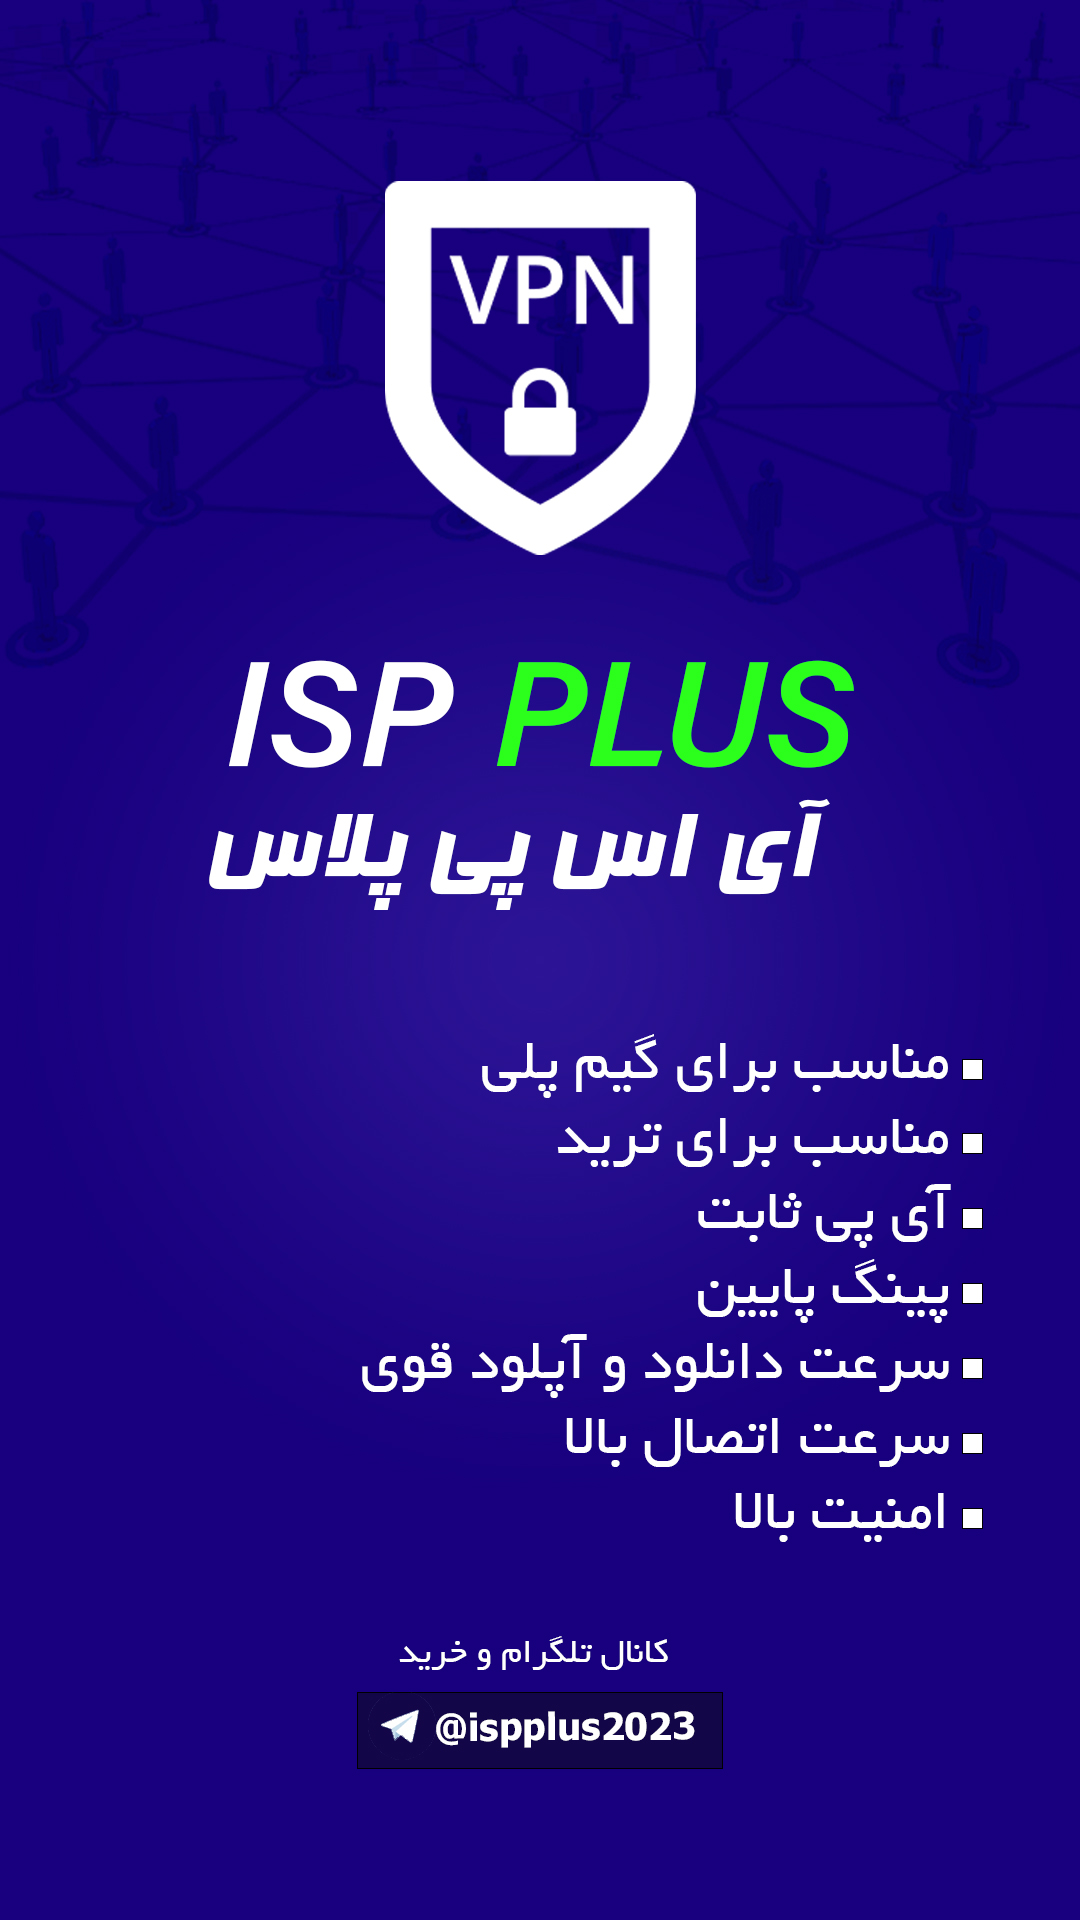 VPN
ISP PLUS
آی اس پی پلاس
مناسب برای گیم پلی
مناسب برای ترید
آی پی ثابت
پینگ پایین
سرعت دانلود و آپلود قوی
سرعت اتصال بالا
امنیت بالا
کانال تلگرام و خرید
@ispplus2023